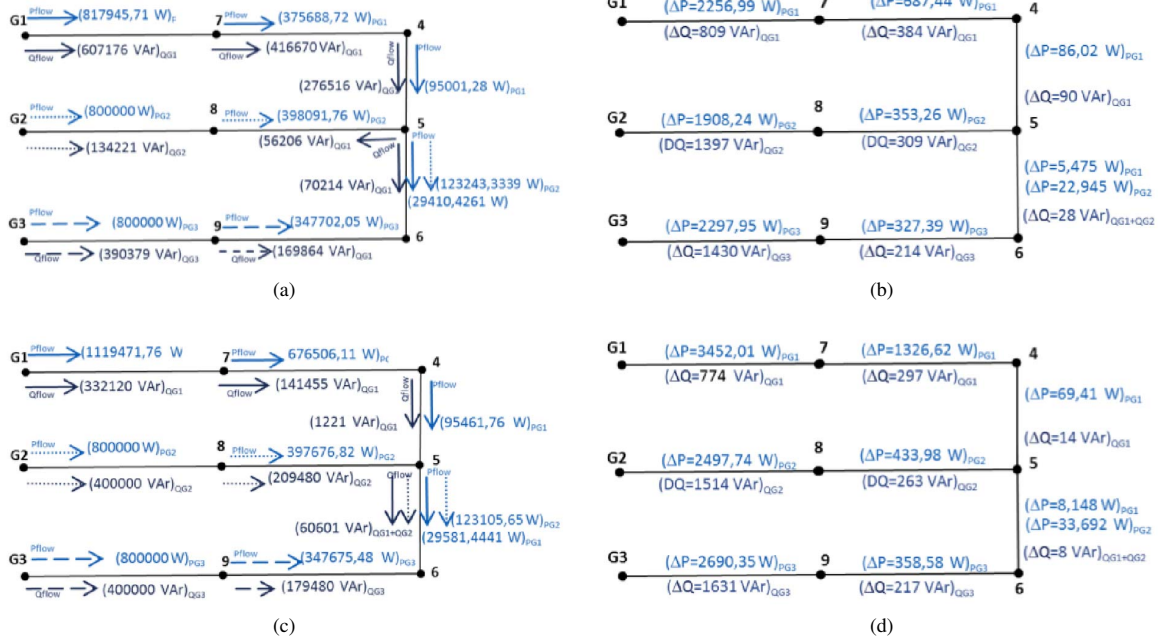 G1 Pflow (817945,71 W)F 7 Pflow (375688,72 W)PG1 4
Qflow (607176 VAr)QG1 Qflow (416670 VAr)QG1
Qflow Pflow
(276516 VAr)QG1 (95001,28 W)PG1
G2 Pflow (800000 W)PG2 8 Pflow (398091,76 W)PG2 5
(134221 VAr)QG2 (56206 VAr)QG1 Qflow Pflow
(70214 VAr)QG1 (123243,3339 W)PG2
(29410,4261 W)
G3 Pflow (800000 W)PG3 9 Pflow (347702,05 W)PG3 6
Qflow (390379 VAr)QG3 Qflow (169864 VAr)QG1
(a)
G1 (ΔP=2256,99 W)PG1 7 (ΔP=687,44 W)PG1 4
(ΔQ=809 VAr)QG1 (ΔQ=384 VAr)QG1
(ΔP=86,02 W)PG1
(ΔQ=90 VAr)QG1
G2 (ΔP=1908,24 W)PG2 8 (ΔP=353,26 W)PG2 5
(DQ=1397 VAr)QG2 (DQ=309 VAr)QG2
(ΔP=5,475 W)PG1
(ΔP=22,945 W)PG2
(ΔQ=28 VAr)QG1+QG2
G3 (ΔP=2297,95 W)PG3 9 (ΔP=327,39 W)PG3 6
(ΔQ=1430 VAr)QG3 (ΔQ=214 VAr)QG3
(b)
G1 Pflow (1119471,76 W 7 Pflow 676506,11 W)PC 4
Qflow (332120 VAr)QG1 Qflow (141455 VAr)QG1
Qflow Pflow
(1221 VAr)QG1 (95461,76 W)PG1
G2 Pflow (800000 W)PG2 8 Pflow 397676,82 W)PG2 5
(400000 VAr)QG2 (209480 VAr)QG2
Qflow Pflow
(60601 VAr)QG1+QG2 (123105,65 W)PG2
(29581,4441 W)PG1
G3 Pflow (800000 W)PG3 9 Pflow (347675,48 W)PG3 6
Qflow (400000 VAr)QG3 (179480 VAr)QG3
(c)
G1 (ΔP=3452,01 W)PG1 7 (ΔP=1326,62 W)PG1 4
(ΔQ=774 VAr)QG1 (ΔQ=297 VAr)QG1
(ΔP=69,41 W)PG1
(ΔQ=14 VAr)QG1
G2 (ΔP=2497,74 W)PG2 8 (ΔP=433,98 W)PG2 5
(DQ=1514 VAr)QG2 (DQ=263 VAr)QG2
(ΔP=8,148 W)PG1
(ΔP=33,692 W)PG2
(ΔQ=8 VAr)QG1+QG2
G3 (ΔP=2690,35 W)PG3 9 (ΔP=358,58 W)PG3 6
(ΔQ=1631 VAr)QG3 (ΔQ=217 VAr)QG3
(d)